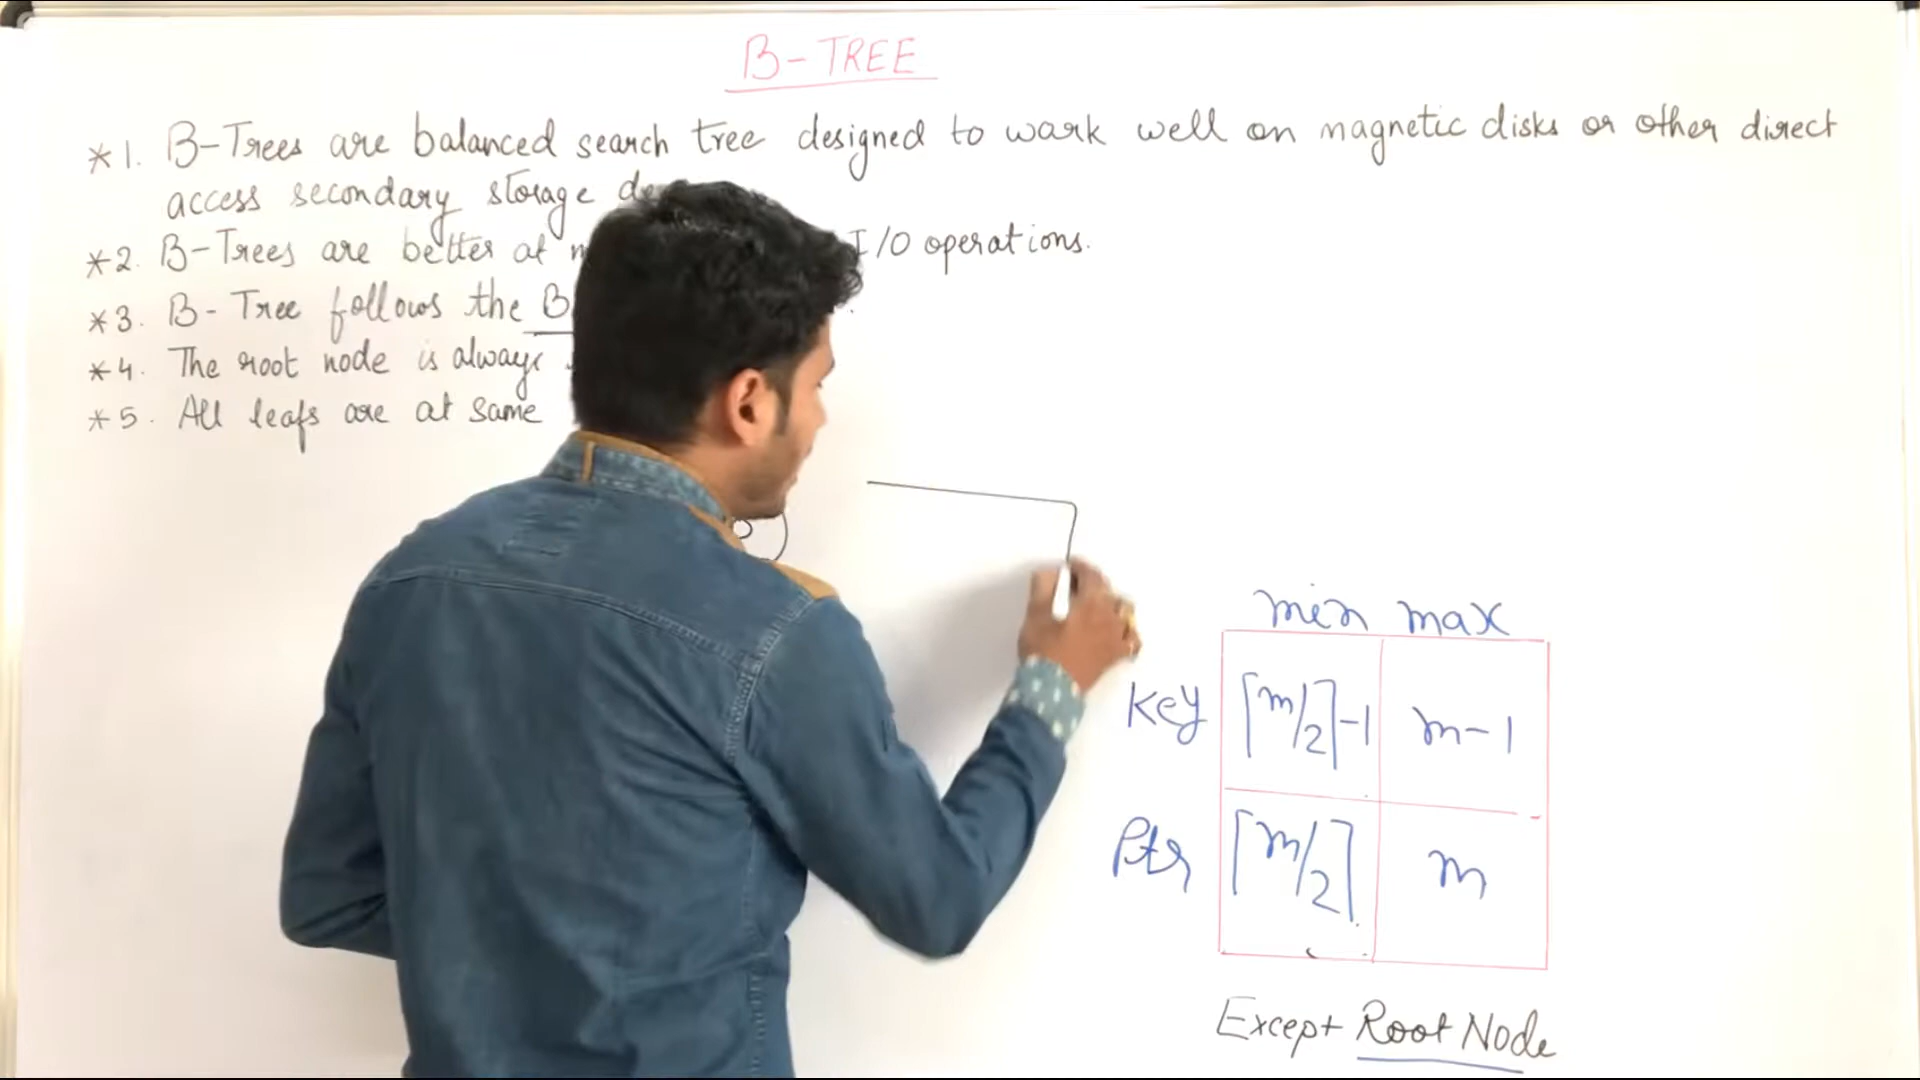 B-TREE
*1. B-Trees are balanced search tree designed to work well on magnetic disks or other direct
access secondary storage
*2. B-Trees are better at I/O operations.
*3. B-Tree follows the B
*4. The root node is always
*5. All leafs are at same
min max
Key ⌈m/2⌉-1 m-1
Ptr ⌈m/2⌉ m
Except Root Node